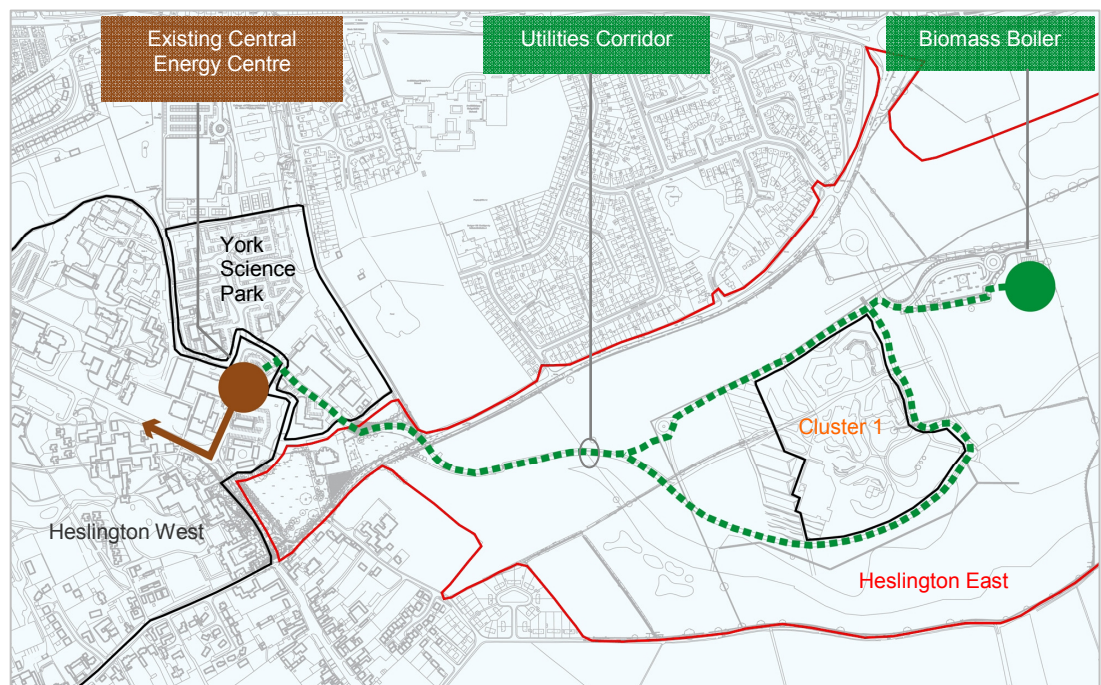 Existing Central
Energy Centre
Utilities Corridor
Biomass Boiler
York
Science
Park
Cluster 1
Heslington West
Heslington East